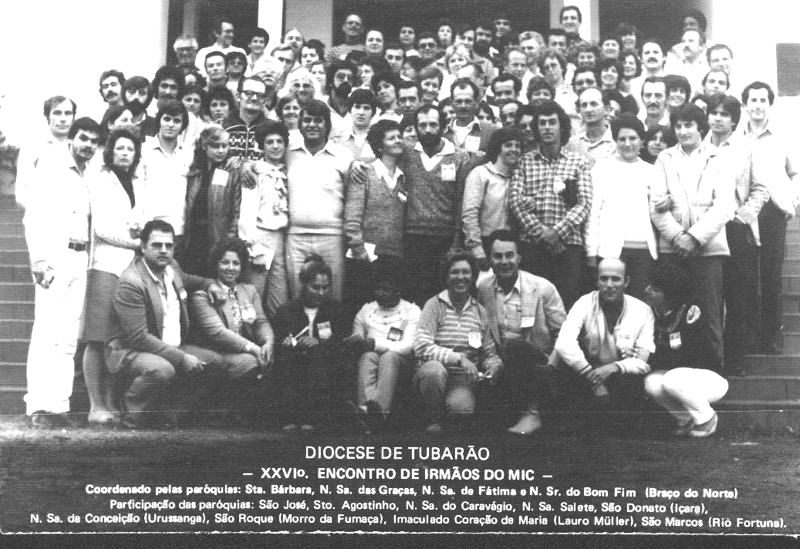 DIOCESE DE TUBARÃO
— XXVIº. ENCONTRO DE IRMÃOS DO MIC —
Coordenado pelas paróquias: Sta. Bárbara, N. Sa. das Graças, N. Sa. de Fátima e N. Sr. do Bom Fim (Braço do Norte)
Participação das paróquias: São José, Sto. Agostinho, N. Sa. do Caravágio, N. Sa. Salete, São Donato (Içara),
N. Sa. da Conceição (Urussanga), São Roque (Morro da Fumaça), Imaculado Coração de Maria (Lauro Müller), São Marcos (Rio Fortuna).